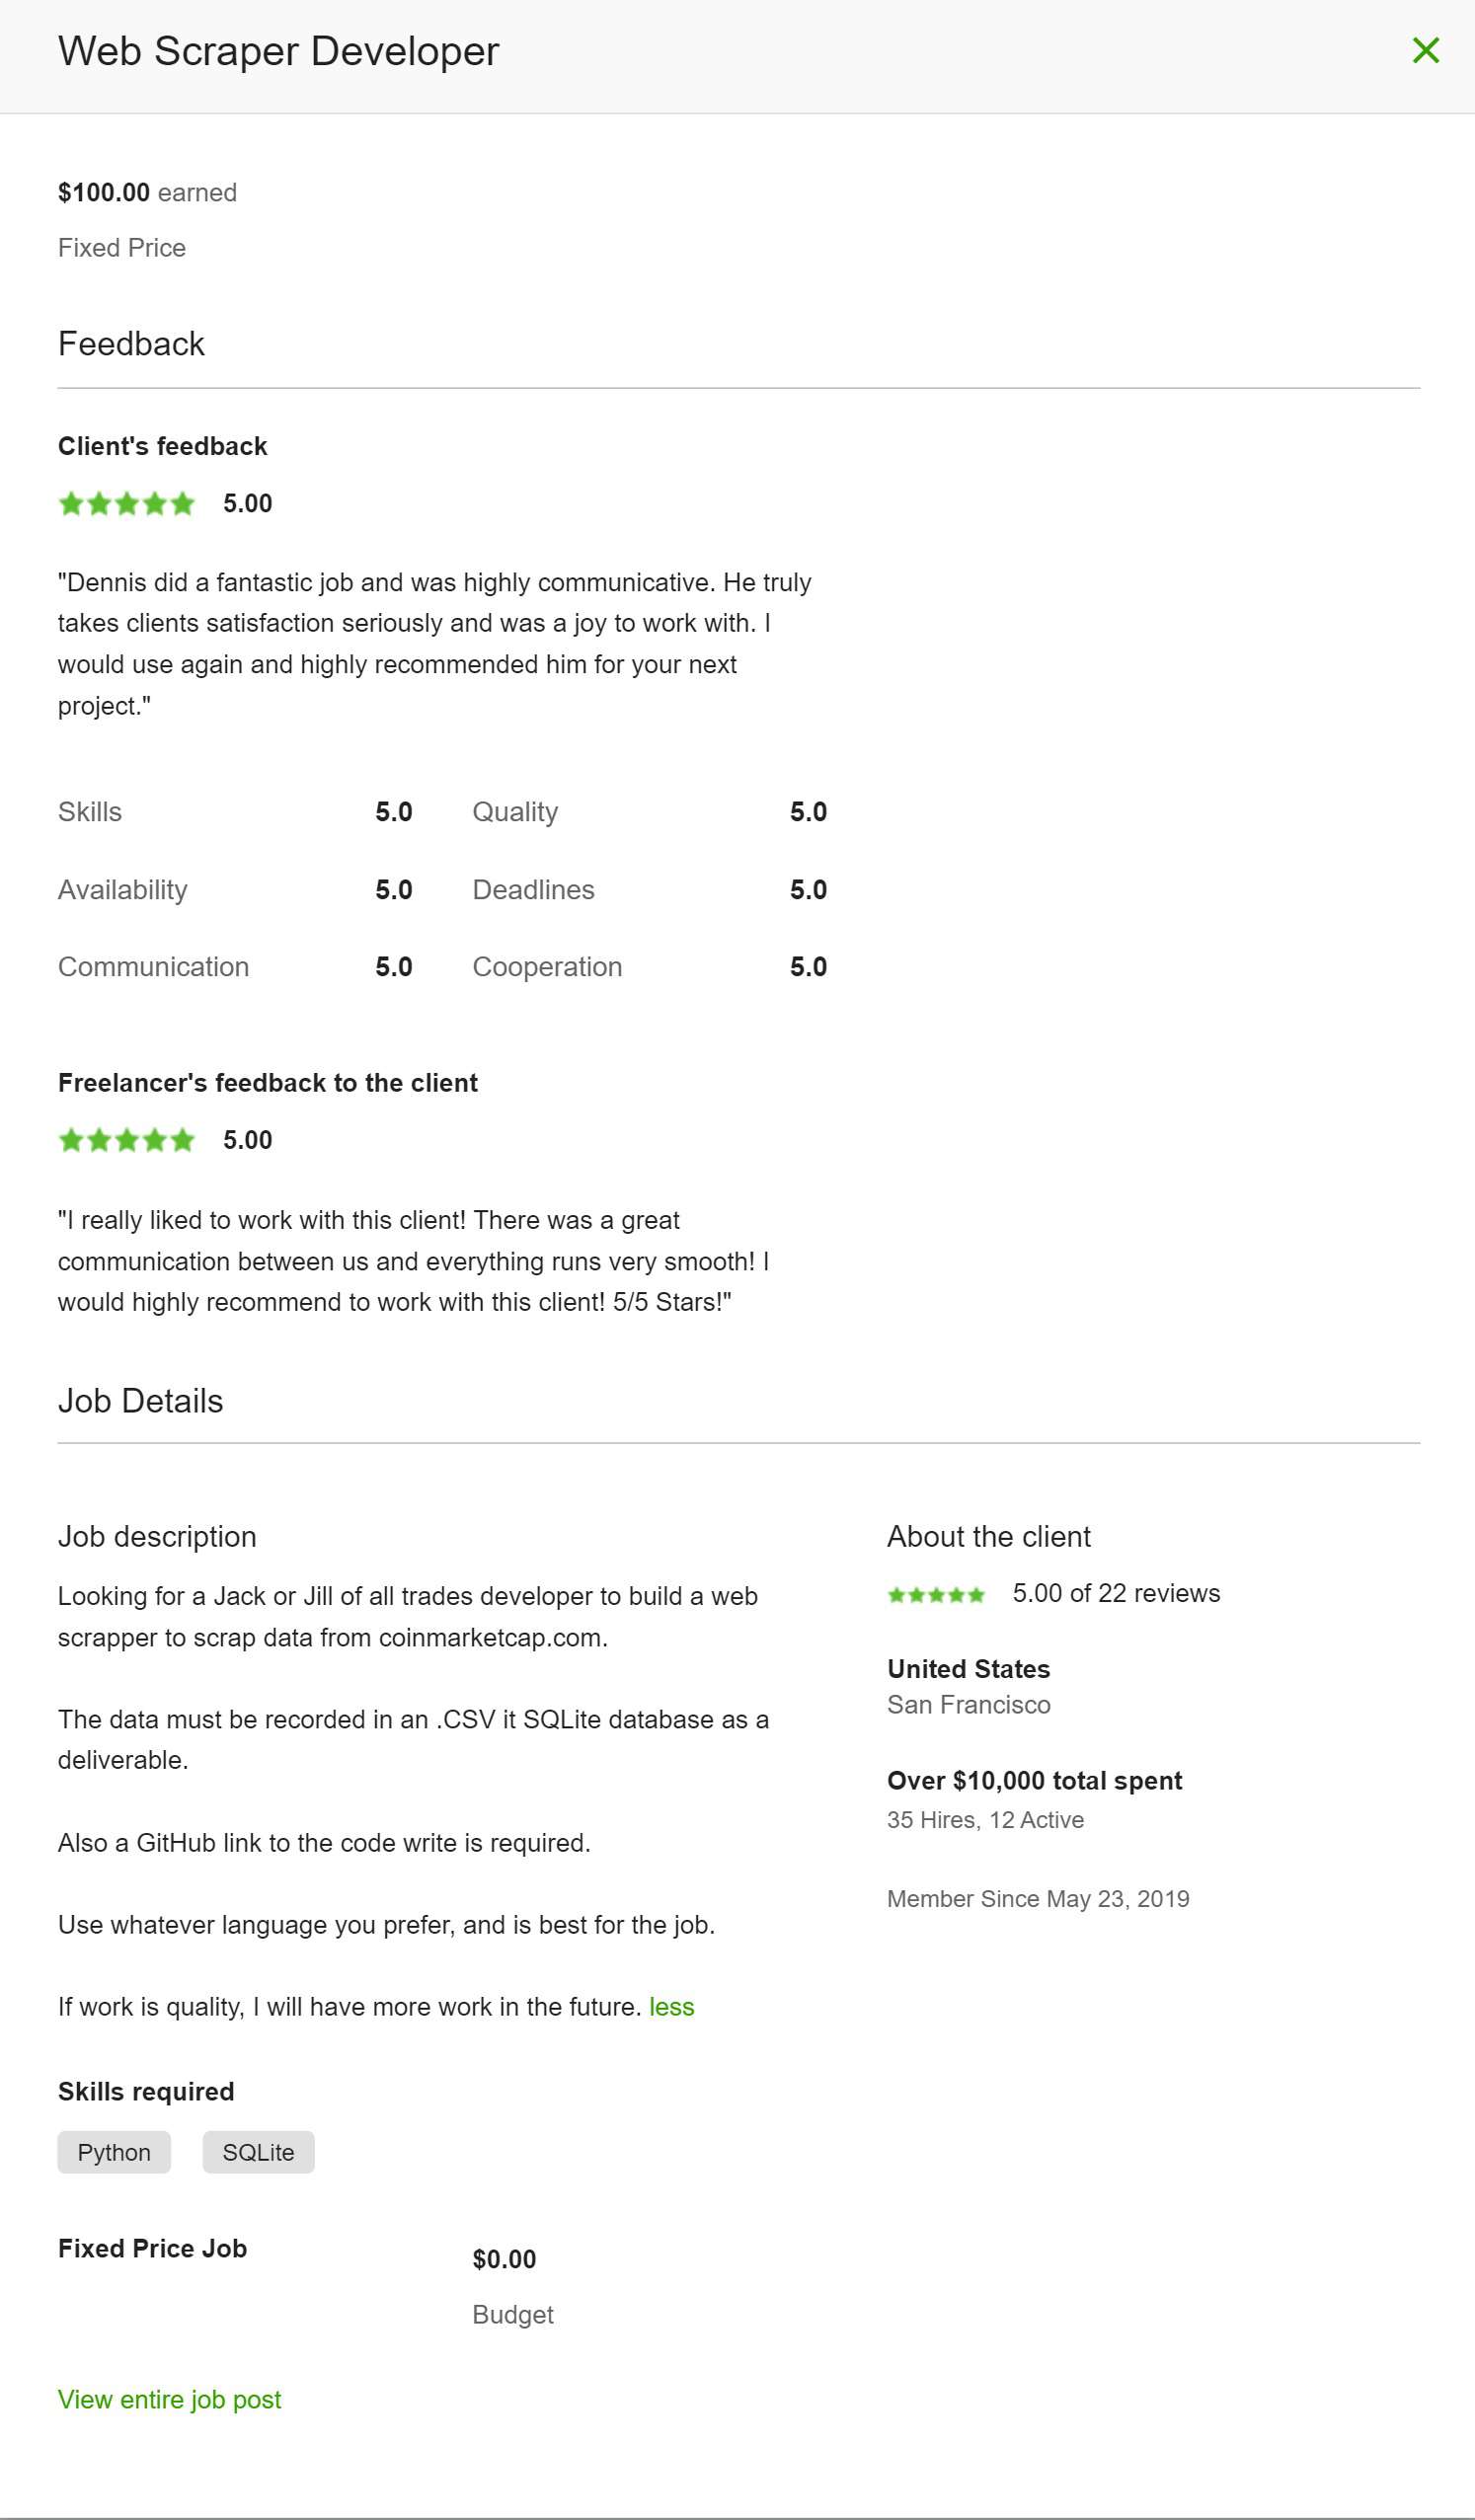 Web Scraper Developer
$100.00 earned
Fixed Price
Feedback
Client's feedback
5.00
"Dennis did a fantastic job and was highly communicative. He truly
takes clients satisfaction seriously and was a joy to work with. I
would use again and highly recommended him for your next
project."
Skills 5.0 Quality 5.0
Availability 5.0 Deadlines 5.0
Communication 5.0 Cooperation 5.0
Freelancer's feedback to the client
5.00
"I really liked to work with this client! There was a great
communication between us and everything runs very smooth! I
would highly recommend to work with this client! 5/5 Stars!"
Job Details
Job description
Looking for a Jack or Jill of all trades developer to build a web
scrapper to scrap data from coinmarketcap.com.
The data must be recorded in an .CSV it SQLite database as a
deliverable.
Also a GitHub link to the code write is required.
Use whatever language you prefer, and is best for the job.
If work is quality, I will have more work in the future. less
Skills required
Python SQLite
Fixed Price Job
$0.00
Budget
View entire job post
About the client
5.00 of 22 reviews
United States
San Francisco
Over $10,000 total spent
35 Hires, 12 Active
Member Since May 23, 2019